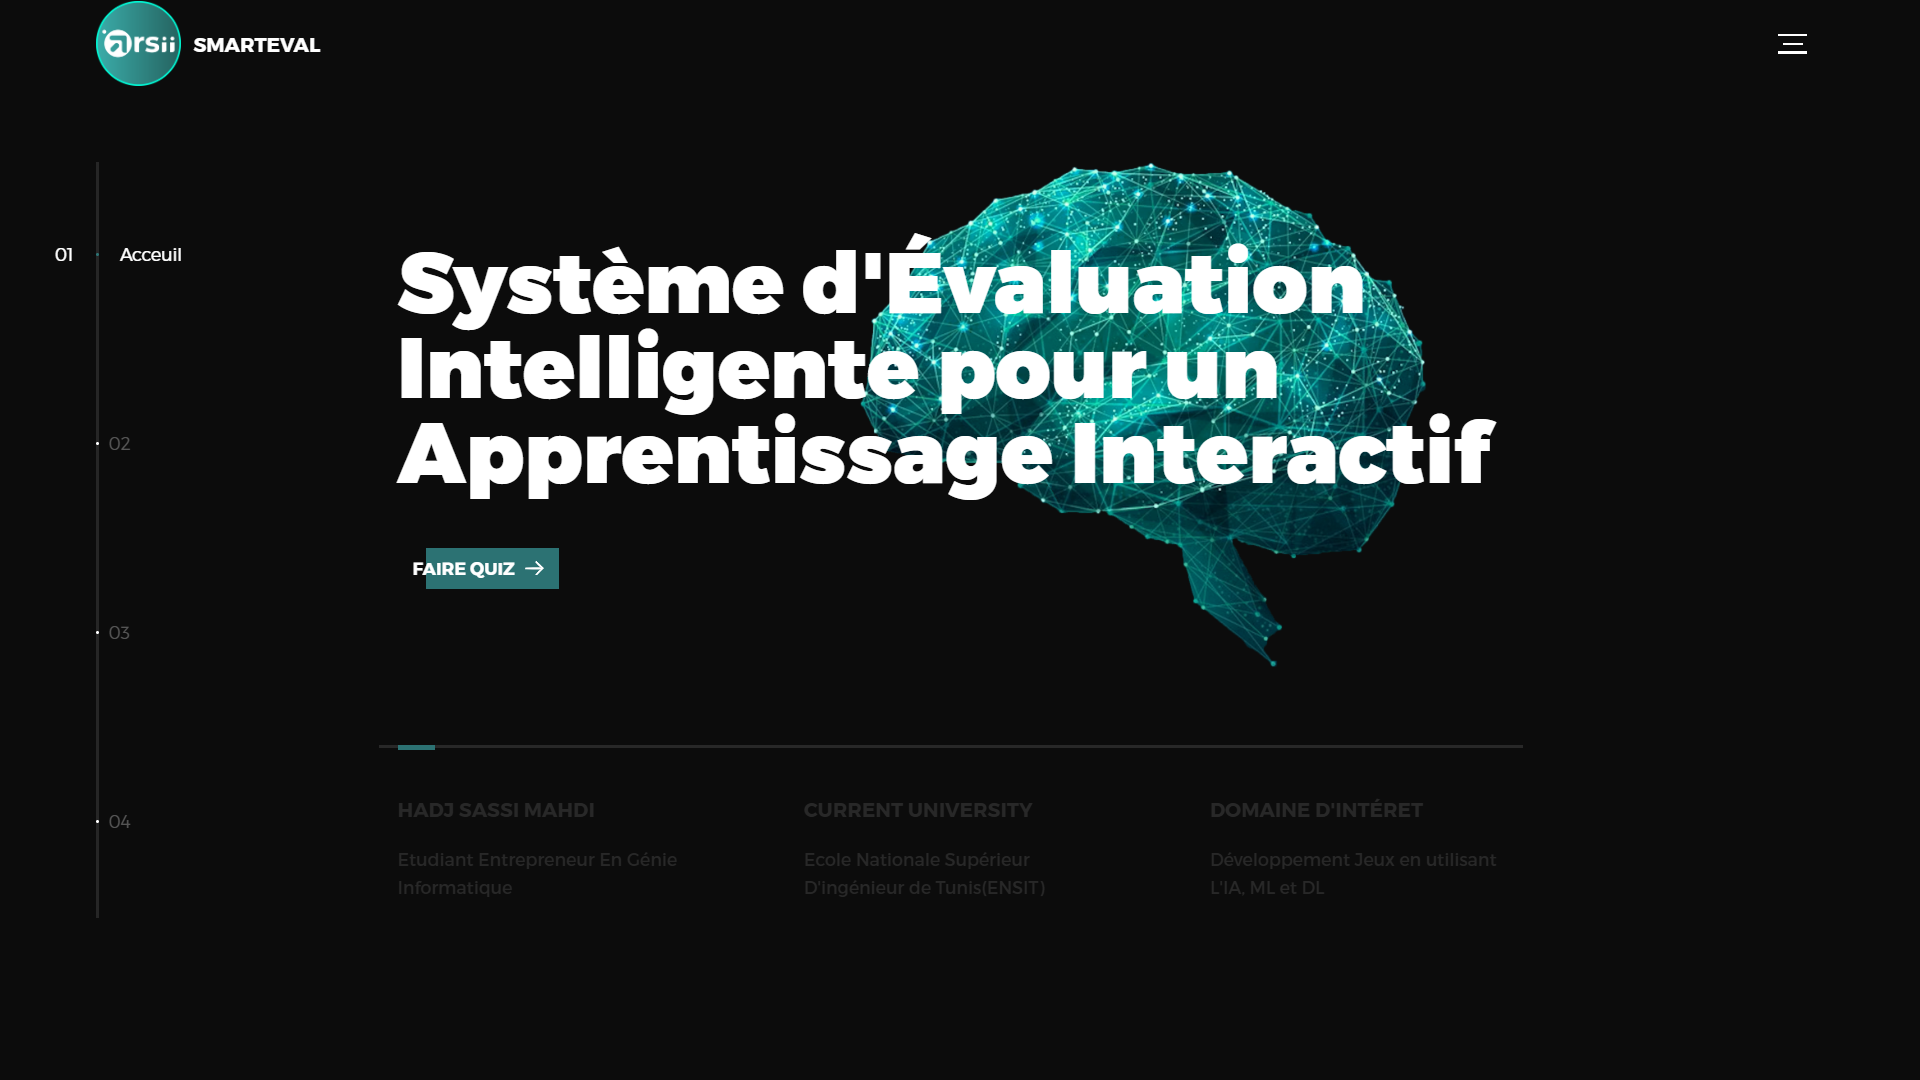 arsii
SMARTEVAL
01
Acceuil
Système d'Évaluation
Intelligente pour un
Apprentissage Interactif
02
FAIRE QUIZ
03
04
HADJ SASSI MAHDI
Etudiant Entrepreneur En Génie
Informatique
CURRENT UNIVERSITY
Ecole Nationale Supérieur
D'ingénieur de Tunis(ENSIT)
DOMAINE D'INTÉRET
Développement Jeux en utilisant
L'IA, ML et DL